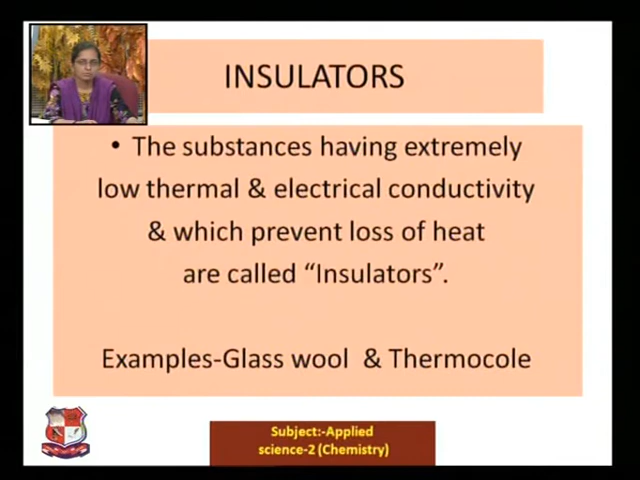 INSULATORS
• The substances having extremely
low thermal & electrical conductivity
& which prevent loss of heat
are called “Insulators”.
Examples-Glass wool & Thermocole
Subject:-Applied
science-2 (Chemistry)